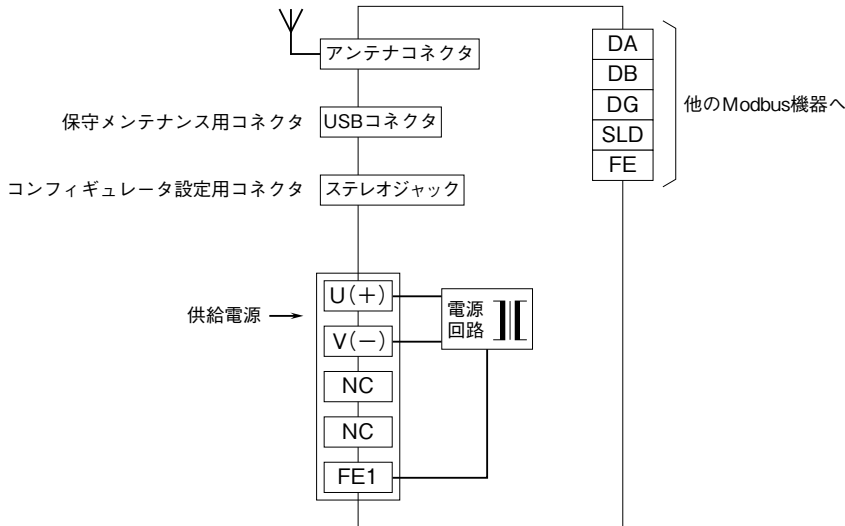 アンテナコネクタ
保守メンテナンス用コネクタ
USBコネクタ
コンフィギュレータ設定用コネクタ
ステレオジャック
供給電源
U(+)
V(−)
NC
NC
FE1
電源
回路
DA
DB
DG
SLD
FE
他のModbus機器へ